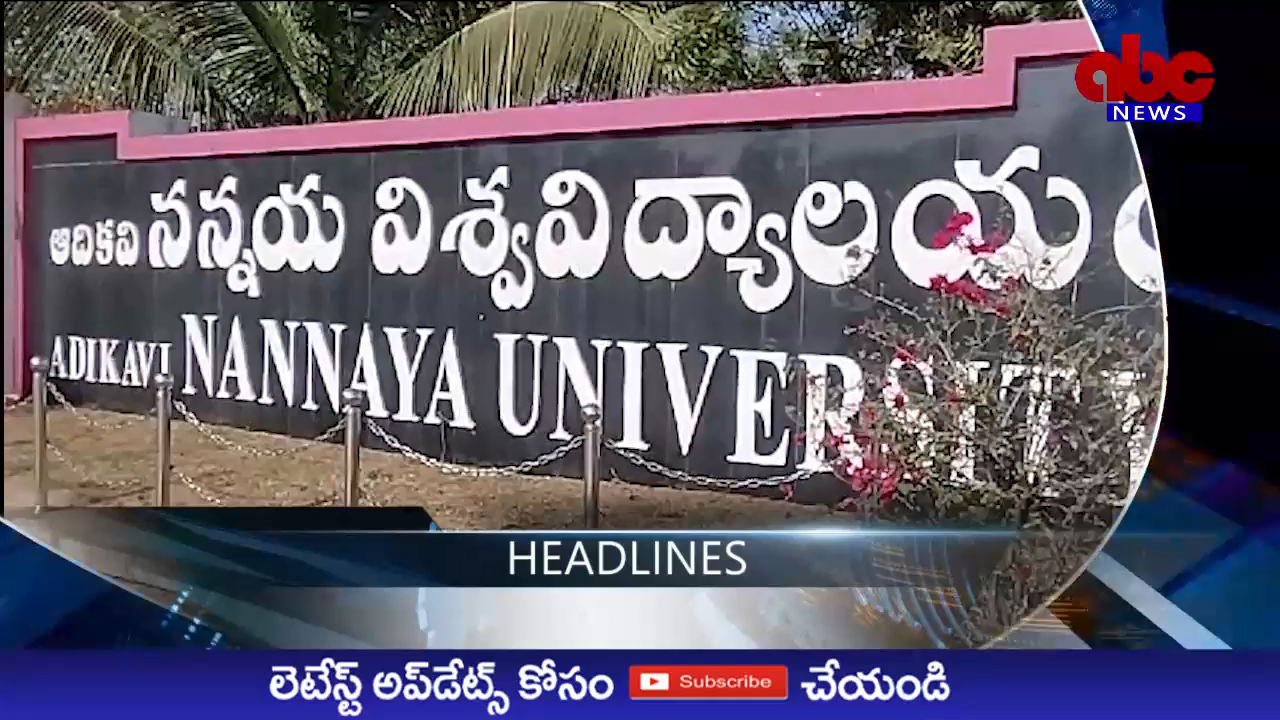 abc
NEWS
ఆదికవి నన్నయ విశ్వవిద్యాలయం
ADIKAVI NANNAYA UNIVERSITY
HEADLINES
లెటేస్ట్ అప్‌డేట్స్ కోసం Subscribe చేయండి